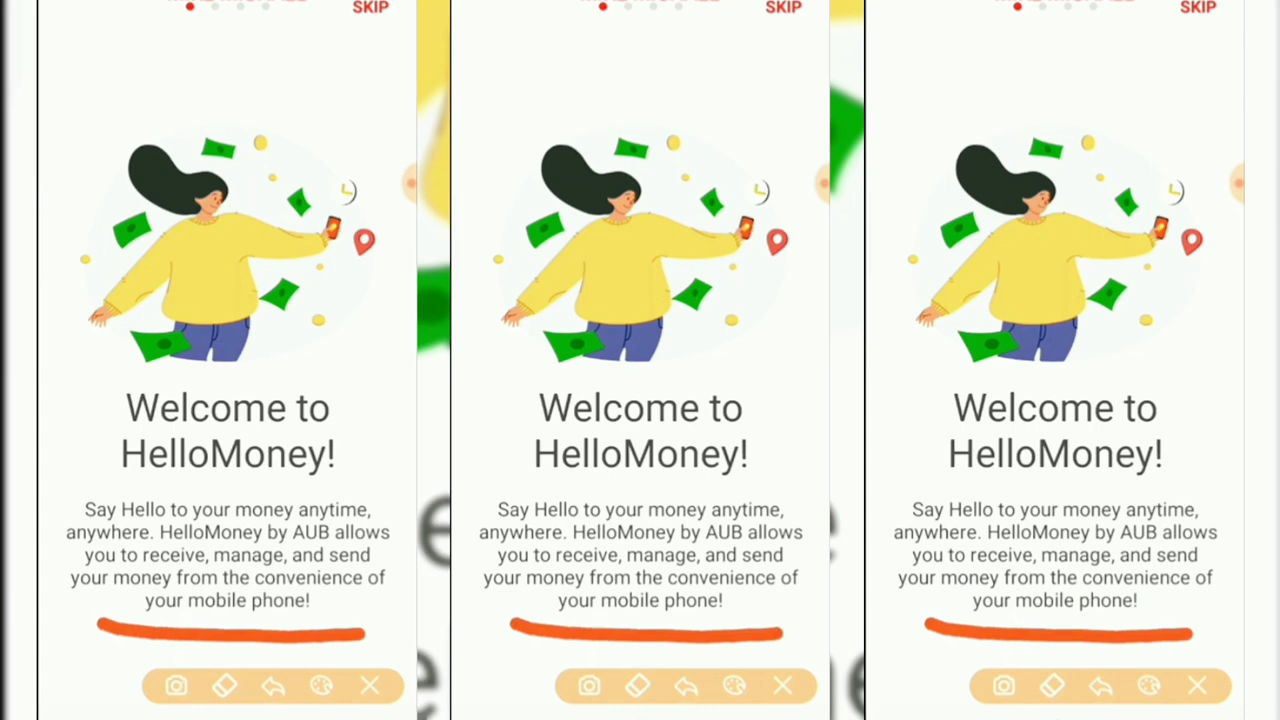 SKIP
Welcome to
HelloMoney!
Say Hello to your money anytime,
anywhere. HelloMoney by AUB allows
you to receive, manage, and send
your money from the convenience of
your mobile phone!
SKIP
Welcome to
HelloMoney!
Say Hello to your money anytime,
anywhere. HelloMoney by AUB allows
you to receive, manage, and send
your money from the convenience of
your mobile phone!
SKIP
Welcome to
HelloMoney!
Say Hello to your money anytime,
anywhere. HelloMoney by AUB allows
you to receive, manage, and send
your money from the convenience of
your mobile phone!